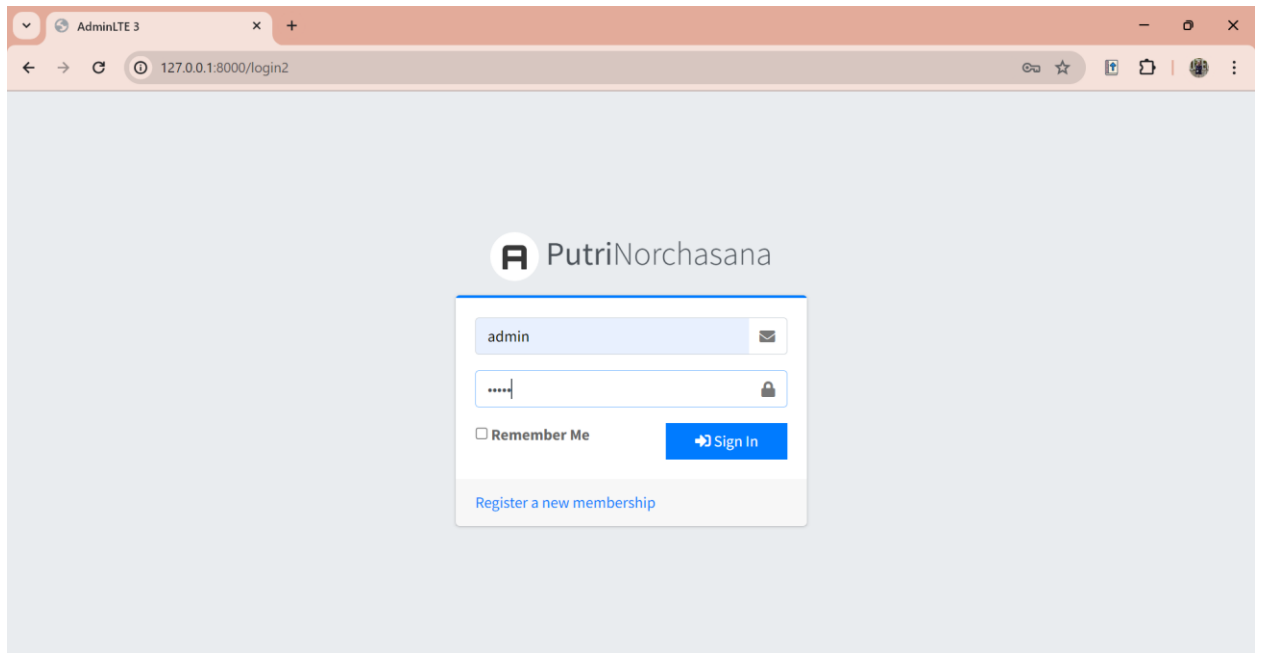 AdminLTE 3
127.0.0.1:8000/login2
PutriNorchasana
admin
•••••
Remember Me
Sign In
Register a new membership